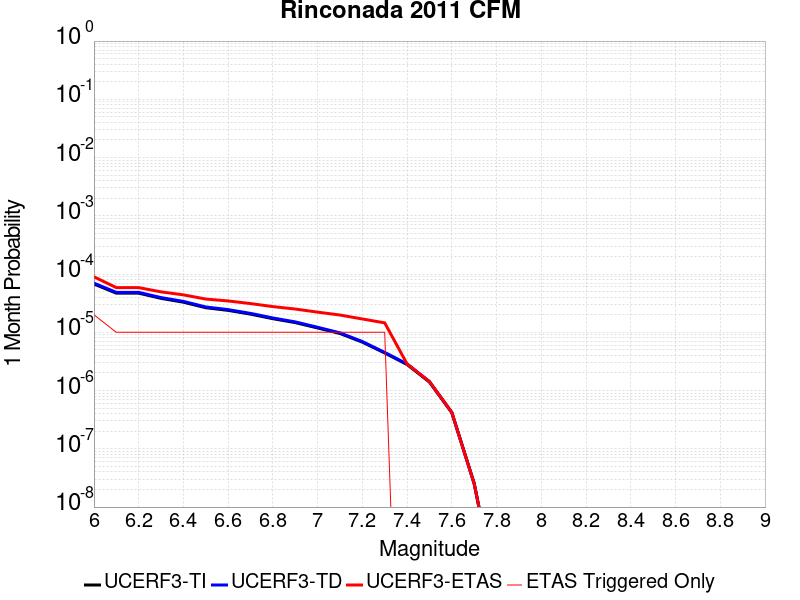 Rinconada 2011 CFM
10^0
10^-1
10^-2
10^-3
10^-4
10^-5
10^-6
10^-7
10^-8
1 Month Probability
6 6.2 6.4 6.6 6.8 7 7.2 7.4 7.6 7.8 8 8.2 8.4 8.6 8.8 9
Magnitude
UCERF3-TI UCERF3-TD UCERF3-ETAS ETAS Triggered Only